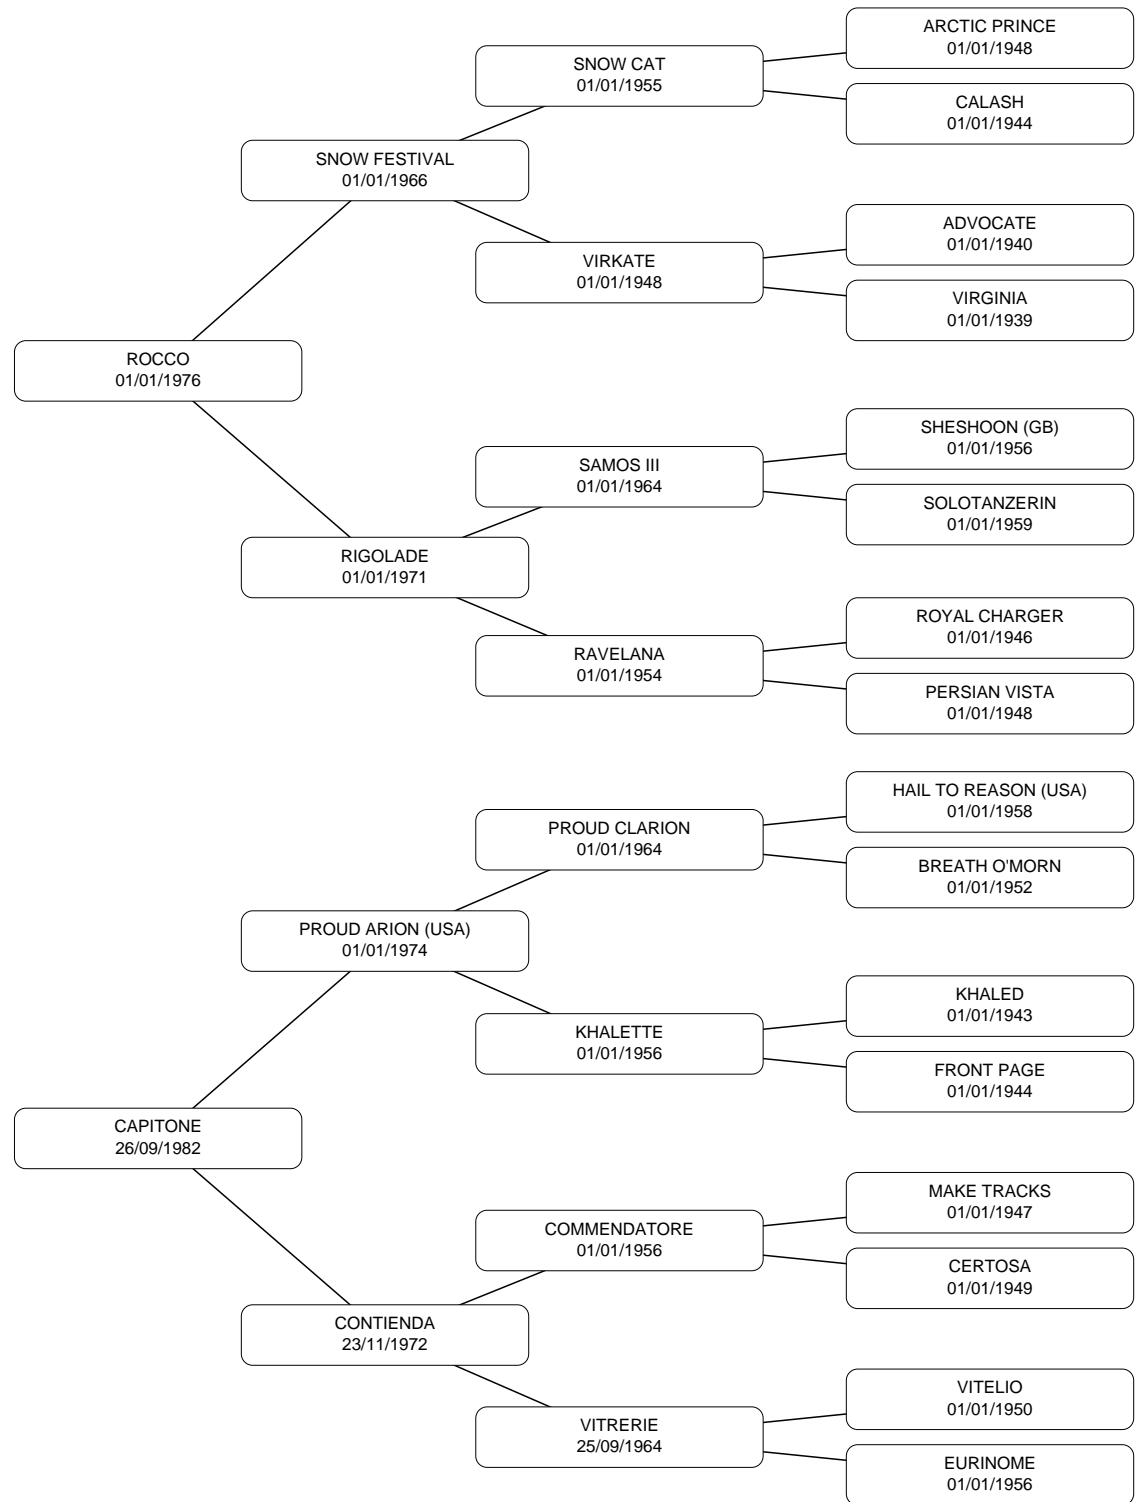 ARCTIC PRINCE
01/01/1948
SNOW CAT
01/01/1955
CALASH
01/01/1944
SNOW FESTIVAL
01/01/1966
ADVOCATE
01/01/1940
VIRKATE
01/01/1948
VIRGINIA
01/01/1939
ROCCO
01/01/1976
SHESHOON (GB)
01/01/1956
SAMOS III
01/01/1964
SOLOTANZERIN
01/01/1959
RIGOLADE
01/01/1971
ROYAL CHARGER
01/01/1946
RAVELANA
01/01/1954
PERSIAN VISTA
01/01/1948
HAIL TO REASON (USA)
01/01/1958
PROUD CLARION
01/01/1964
BREATH O'MORN
01/01/1952
PROUD ARION (USA)
01/01/1974
KHALED
01/01/1943
KHALETTE
01/01/1956
FRONT PAGE
01/01/1944
CAPITONE
26/09/1982
MAKE TRACKS
01/01/1947
COMMENDATORE
01/01/1956
CERTOSA
01/01/1949
CONTIENDA
23/11/1972
VITELIO
01/01/1950
VITRERIE
25/09/1964
EURINOME
01/01/1956